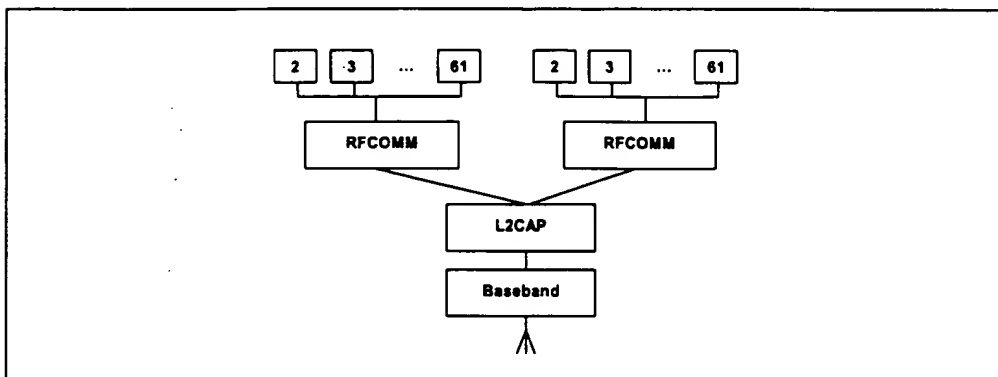 2 3 ... 61 2 3 ... 61
RFCOMM RFCOMM
L2CAP
Baseband